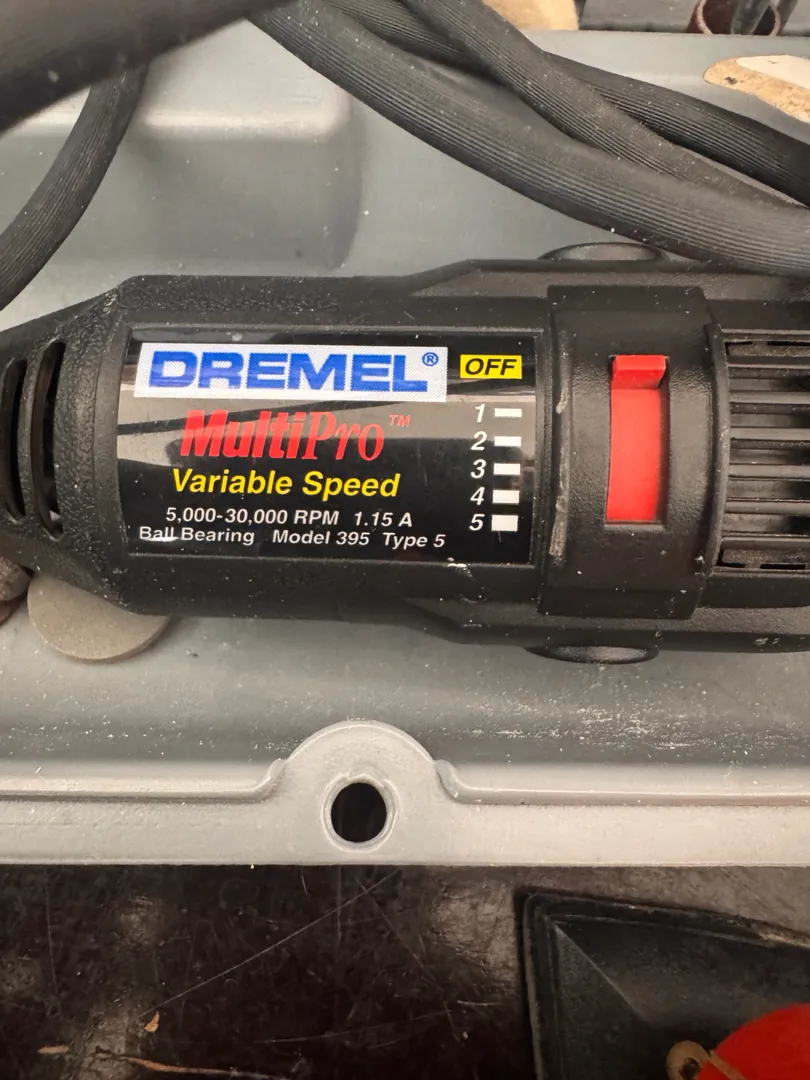 DREMEL®
OFF
MultiPro™
Variable Speed
5,000-30,000 RPM 1.15 A
Ball Bearing Model 395 Type 5
1
2
3
4
5